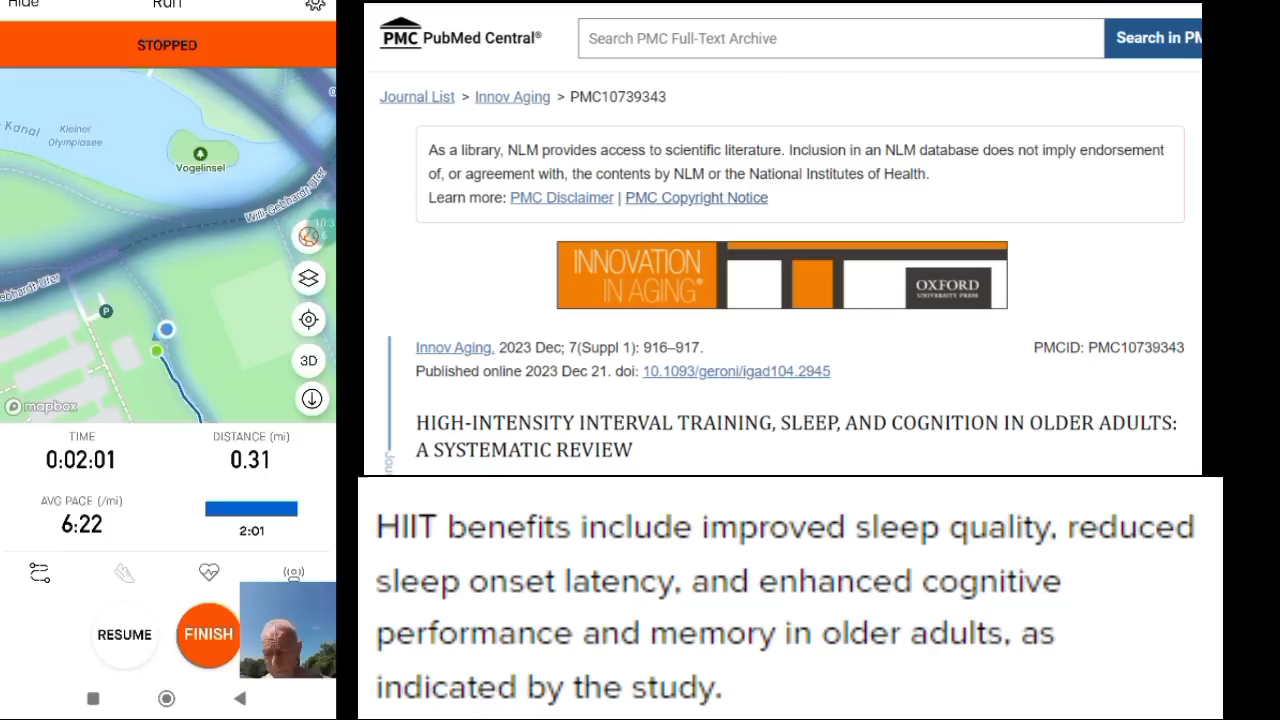 Hide
Run
STOPPED
Kanal
Kleiner
Olympiasee
Vogelinsel
Willi-Gebhardt-Ufer
ebhardt-Ufer
P
3D
mapbox
TIME
DISTANCE (mi)
0:02:01
0.31
AVG PACE (/mi)
6:22
2:01
RESUME
FINISH
PMC PubMed Central®
Search PMC Full-Text Archive
Search in PM
Journal List > Innov Aging > PMC10739343
As a library, NLM provides access to scientific literature. Inclusion in an NLM database does not imply endorsement
of, or agreement with, the contents by NLM or the National Institutes of Health.
Learn more: PMC Disclaimer | PMC Copyright Notice
INNOVATION
IN AGING®
OXFORD
UNIVERSITY PRESS
Innov Aging. 2023 Dec; 7(Suppl 1): 916–917.
PMCID: PMC10739343
Published online 2023 Dec 21. doi: 10.1093/geroni/igad104.2945
HIGH-INTENSITY INTERVAL TRAINING, SLEEP, AND COGNITION IN OLDER ADULTS:
A SYSTEMATIC REVIEW
Jou
HIIT benefits include improved sleep quality, reduced
sleep onset latency, and enhanced cognitive
performance and memory in older adults, as
indicated by the study.